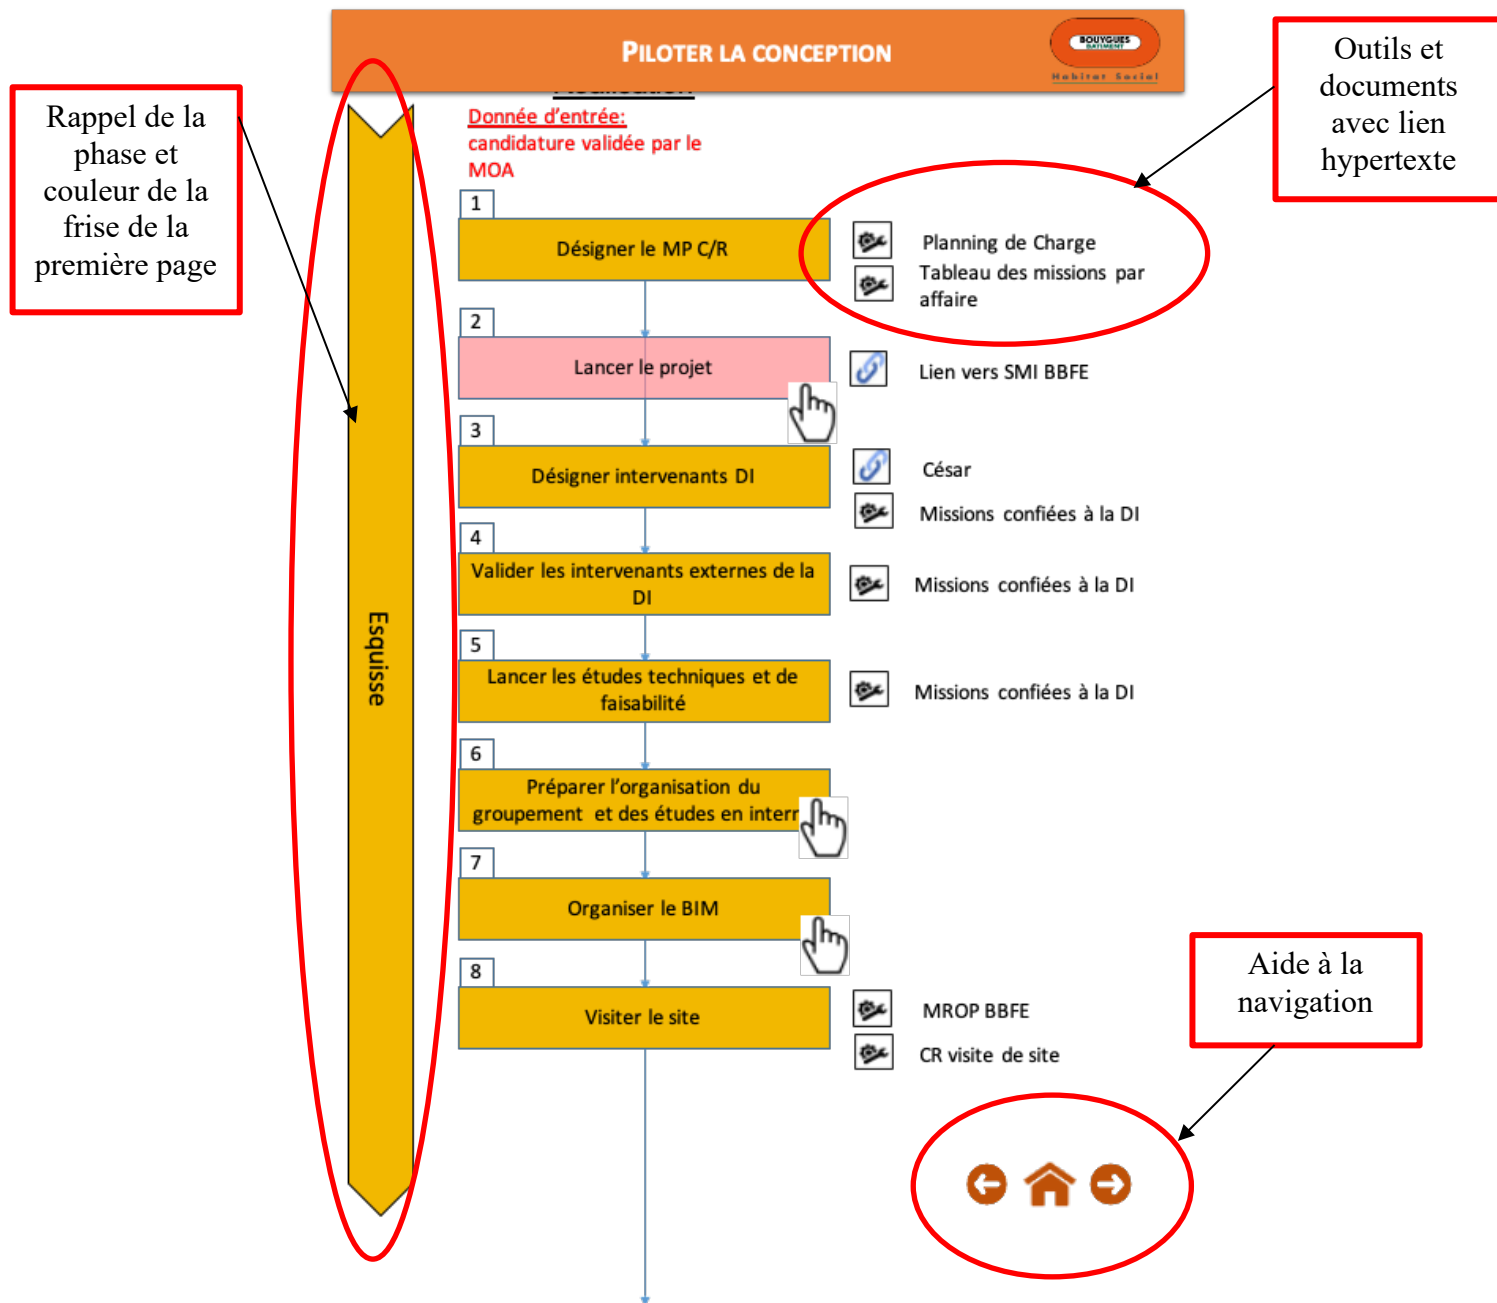 PILOTER LA CONCEPTION
BOUYGUES
BATIMENT
Habitat Social
Outils et
documents
avec lien
hypertexte
Rappel de la
phase et
couleur de la
frise de la
première page
Donnée d'entrée:
candidature validée par le
MOA
1
Désigner le MP C/R
Planning de Charge
Tableau des missions par
affaire
2
Lancer le projet
Lien vers SMI BBFE
3
Désigner intervenants DI
César
Missions confiées à la DI
4
Valider les intervenants externes de la
DI
Missions confiées à la DI
Esquisse
5
Lancer les études techniques et de
faisabilité
Missions confiées à la DI
6
Préparer l'organisation du
groupement et des études en inter
7
Organiser le BIM
8
Visiter le site
MROP BBFE
CR visite de site
Aide à la
navigation